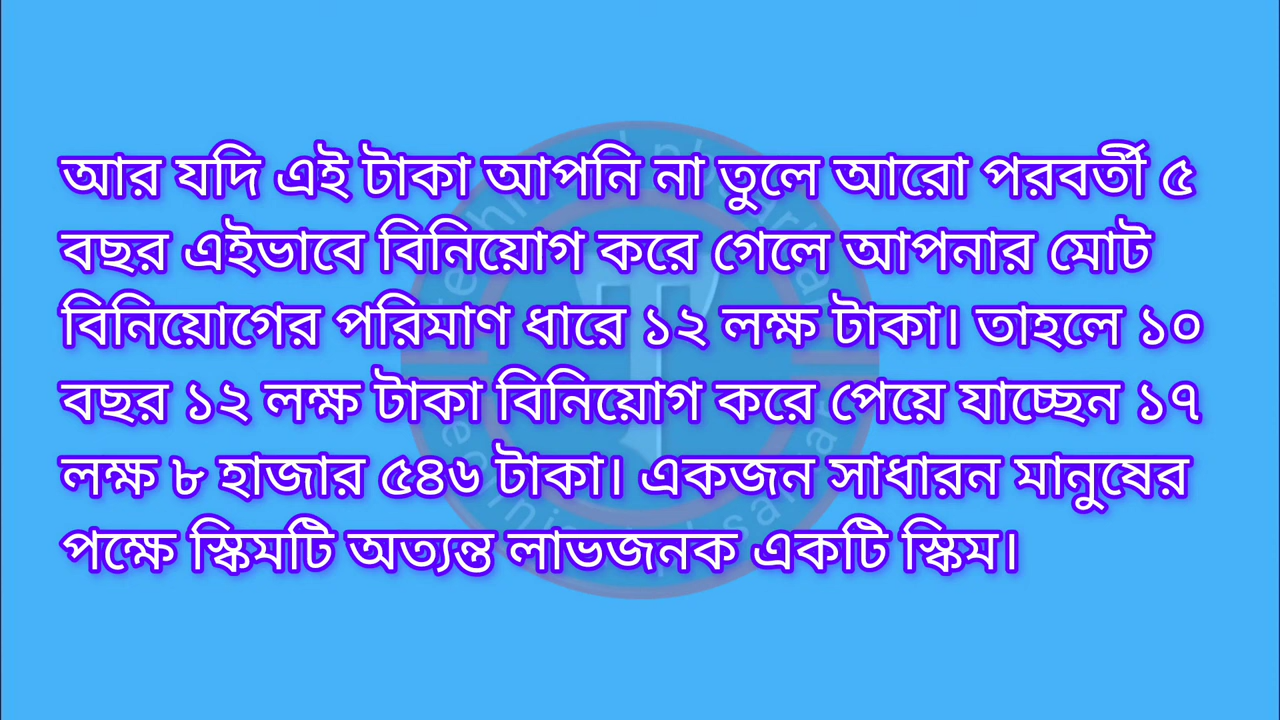 আর যদি এই টাকা আপনি না তুলে আরো পরবর্তী ৫
বছর এইভাবে বিনিয়োগ করে গেলে আপনার মোট
বিনিয়োগের পরিমাণ ধারে ১২ লক্ষ টাকা। তাহলে ১০
বছর ১২ লক্ষ টাকা বিনিয়োগ করে পেয়ে যাচ্ছেন ১৭
লক্ষ ৮ হাজার ৫৪৬ টাকা। একজন সাধারন মানুষের
পক্ষে স্কিমটি অত্যন্ত লাভজনক একটি স্কিম।